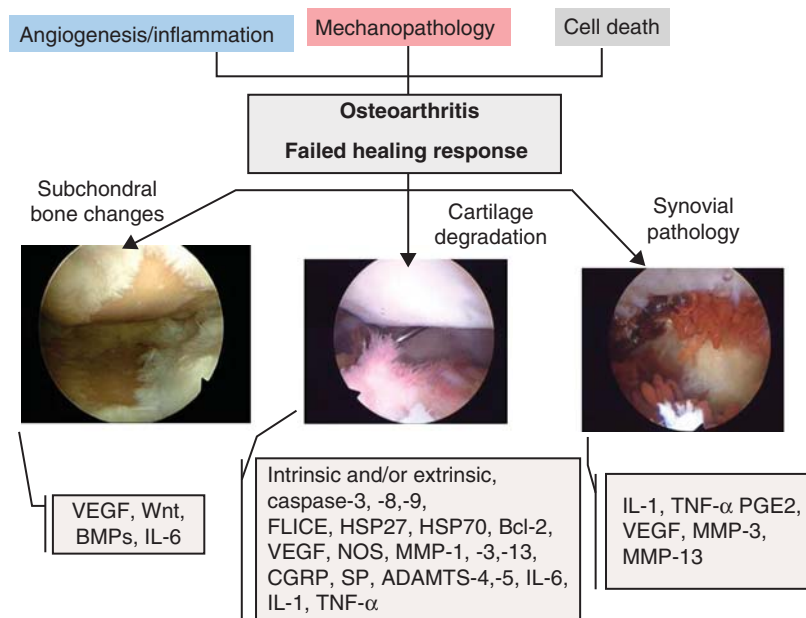 Angiogenesis/inflammation
Mechanopathology
Cell death
Osteoarthritis
Failed healing response
Subchondral
bone changes
Cartilage
degradation
Synovial
pathology
VEGF, Wnt,
BMPs, IL-6
Intrinsic and/or extrinsic,
caspase-3, -8,-9,
FLICE, HSP27, HSP70, Bcl-2,
VEGF, NOS, MMP-1, -3,-13,
CGRP, SP, ADAMTS-4,-5, IL-6,
IL-1, TNF-α
IL-1, TNF-α PGE2,
VEGF, MMP-3,
MMP-13